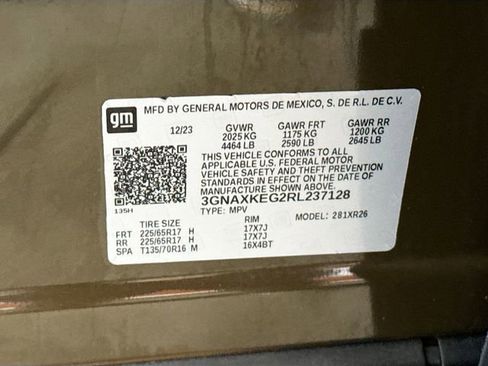 gm
MFD BY GENERAL MOTORS DE MEXICO, S. DE R.L. DE C.V.
12/23 GVWR GAWR FRT GAWR RR
2025 KG 1175 KG 1200 KG
4464 LB 2590 LB 2645 LB
THIS VEHICLE CONFORMS TO ALL
APPLICABLE U.S. FEDERAL MOTOR
VEHICLE SAFETY AND THEFT PREVENTION
STANDARDS IN EFFECT ON THE DATE OF
MANUFACTURE SHOWN ABOVE.
3GNAXKEG2RL237128
135H TYPE: MPV MODEL: 281XR26
TIRE SIZE RIM
FRT 225/65R17 H 17X7J
RR 225/65R17 H 17X7J
SPA T135/70R16 M 16X4BT